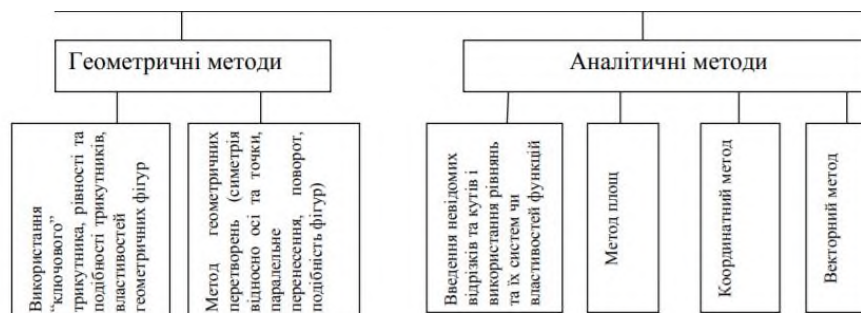 Геометричні методи
Аналітичні методи
Використання
“ключового”
трикутника, рівності та
подібності трикутників,
властивостей
геометричних фігур
Метод геометричних
перетворень (симетрія
відносно осі та точки,
паралельне
перенесення, поворот,
подібність фігур)
Введення невідомих
відрізків та кутів і
використання рівнянь
та їх систем чи
властивостей функцій
Метод площ
Координатний метод
Векторний метод